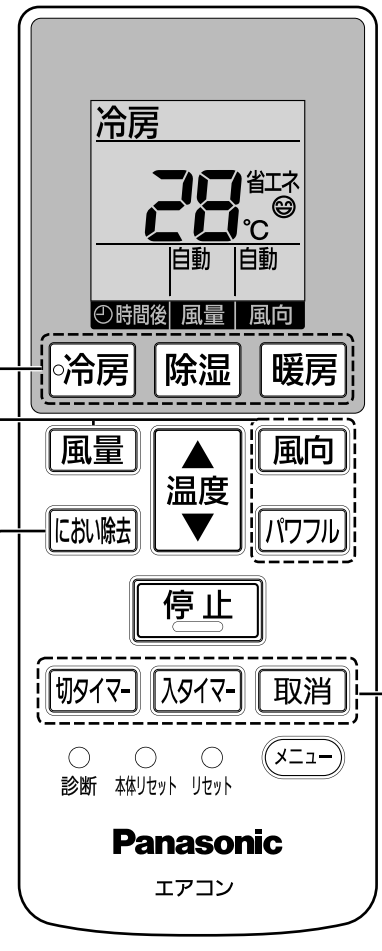 冷房
28℃ 省エネ
自動 自動
時間後 風量 風向
冷房 除湿 暖房
風量 ▲ 風向
温度
におい除去 ▼ パワフル
停止
切タイマー 入タイマー 取消
診断 本体リセット リセット メニュー
Panasonic
エアコン